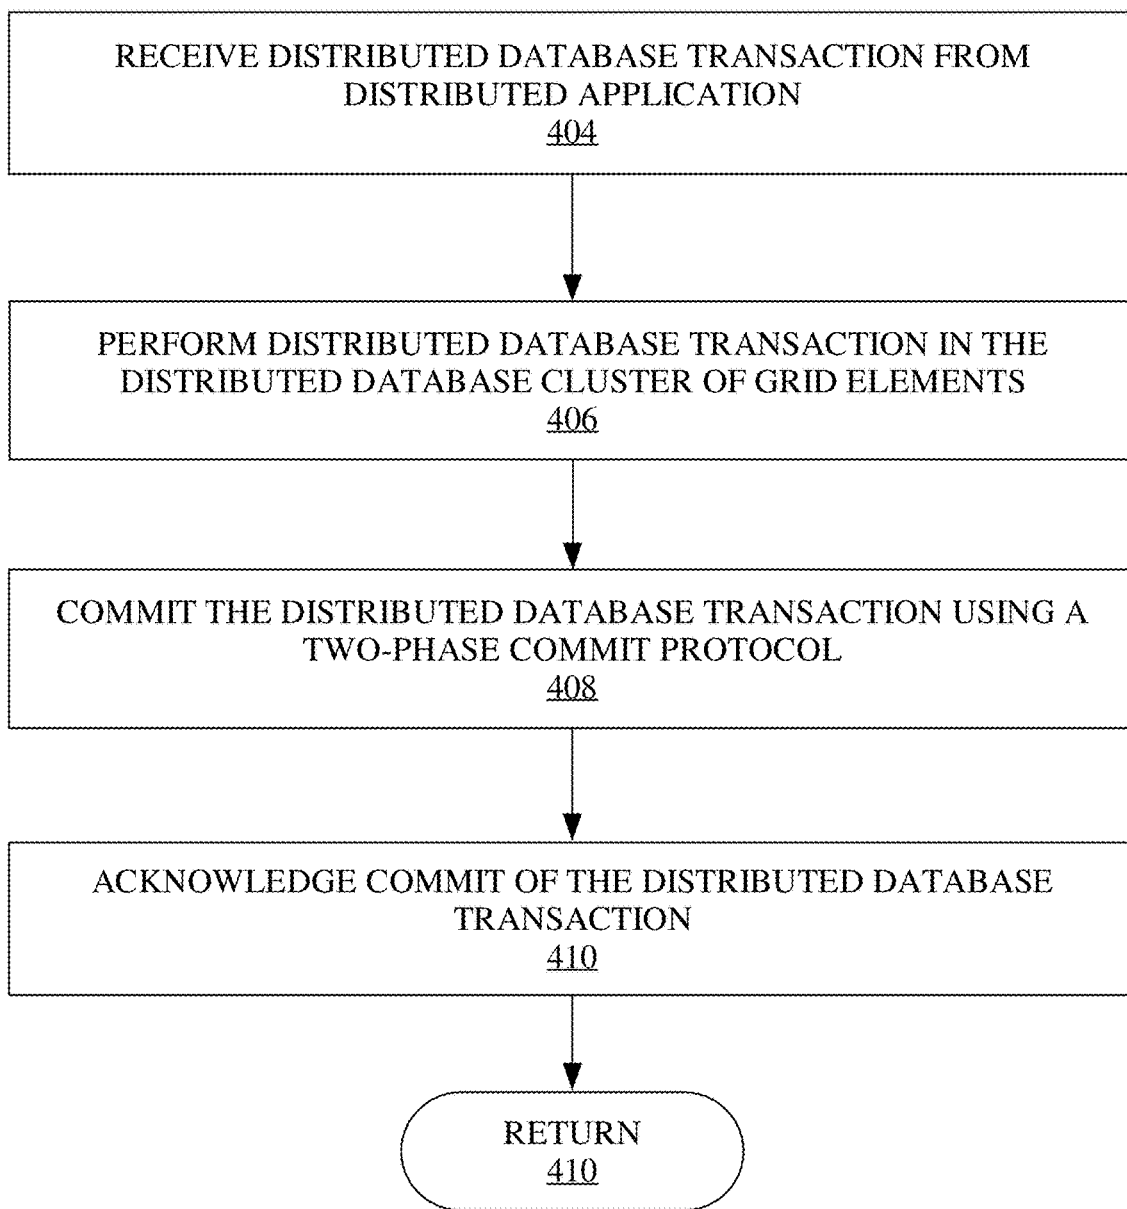 RECEIVE DISTRIBUTED DATABASE TRANSACTION FROM
DISTRIBUTED APPLICATION
404
PERFORM DISTRIBUTED DATABASE TRANSACTION IN THE
DISTRIBUTED DATABASE CLUSTER OF GRID ELEMENTS
406
COMMIT THE DISTRIBUTED DATABASE TRANSACTION USING A
TWO-PHASE COMMIT PROTOCOL
408
ACKNOWLEDGE COMMIT OF THE DISTRIBUTED DATABASE
TRANSACTION
410
RETURN
410